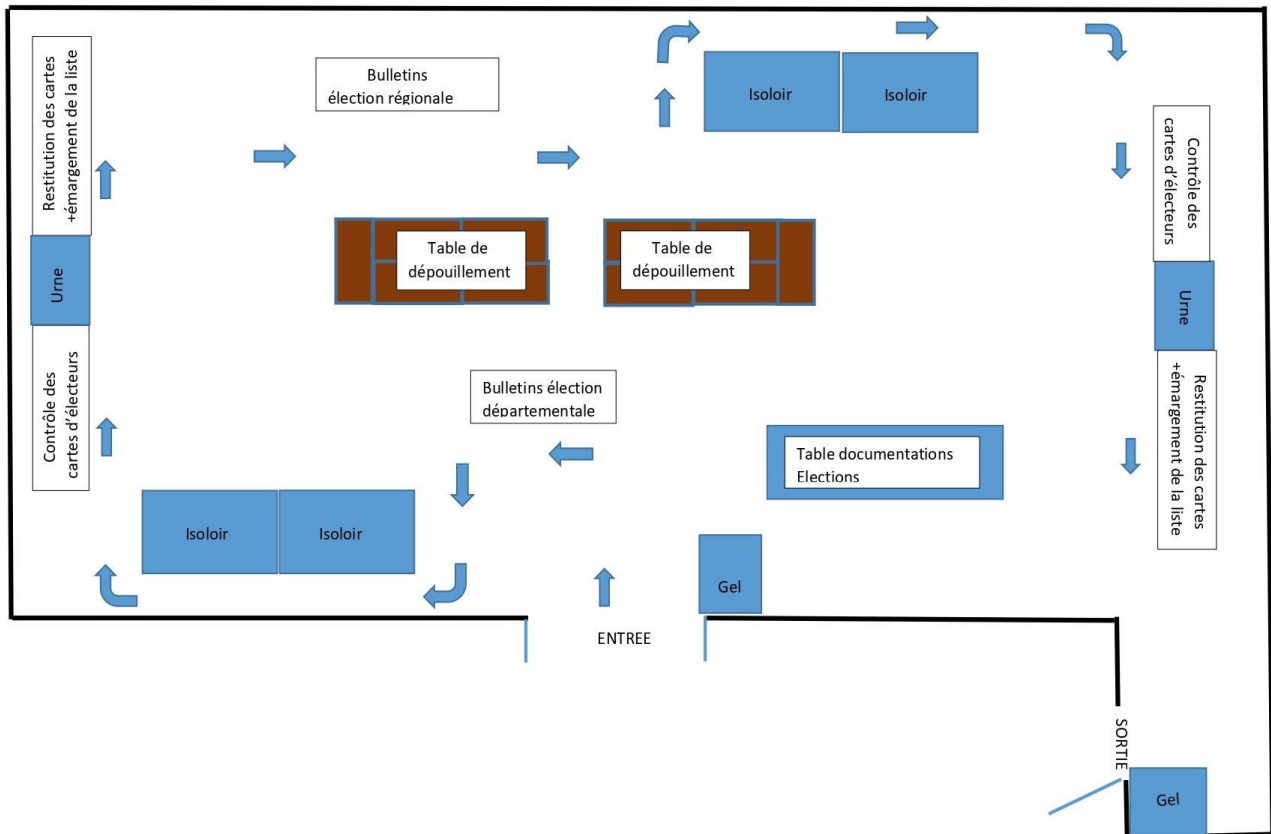 Restitution des cartes
+émargement de la liste
Bulletins
élection régionale
Isoloir
Isoloir
Contrôle des
cartes d'électeurs
Urne
Table de
dépouillement
Table de
dépouillement
Urne
Contrôle des
cartes d'électeurs
Bulletins élection
départementale
Restitution des cartes
+émargement de la liste
Table documentations
Elections
Isoloir
Isoloir
Gel
ENTREE
SORTIE
Gel